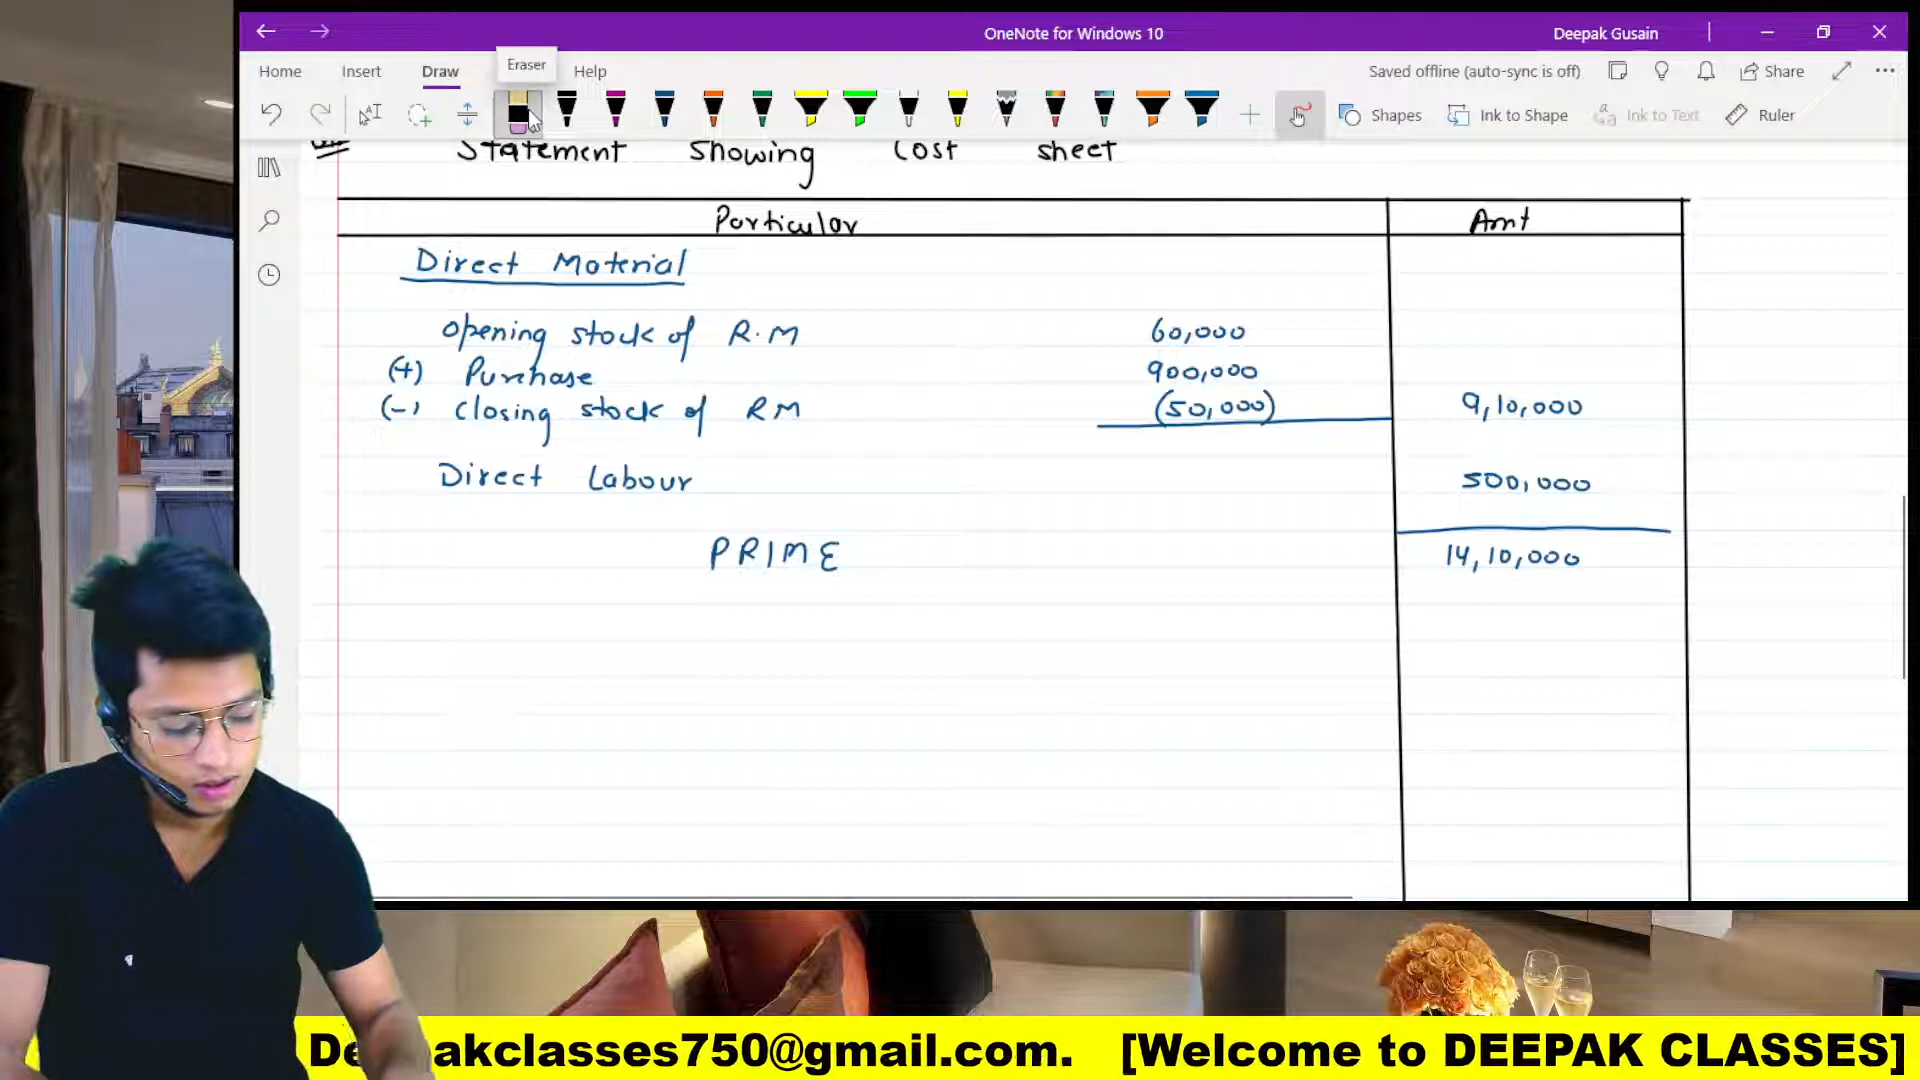 OneNote for Windows 10
Deepak Gusain
Home Insert Draw Eraser Help
Saved offline (auto-sync is off) Share
Shapes Ink to Shape Ink to Text Ruler
Statement Showing Cost sheet
Particular Amt
Direct Material
Opening stock of R.M 60,000
(+) Purchase 900,000
(-) Closing stock of RM (50,000) 9,10,000
Direct Labour 500,000
PRIME 14,10,000
Deepakclasses750@gmail.com. [Welcome to DEEPAK CLASSES]